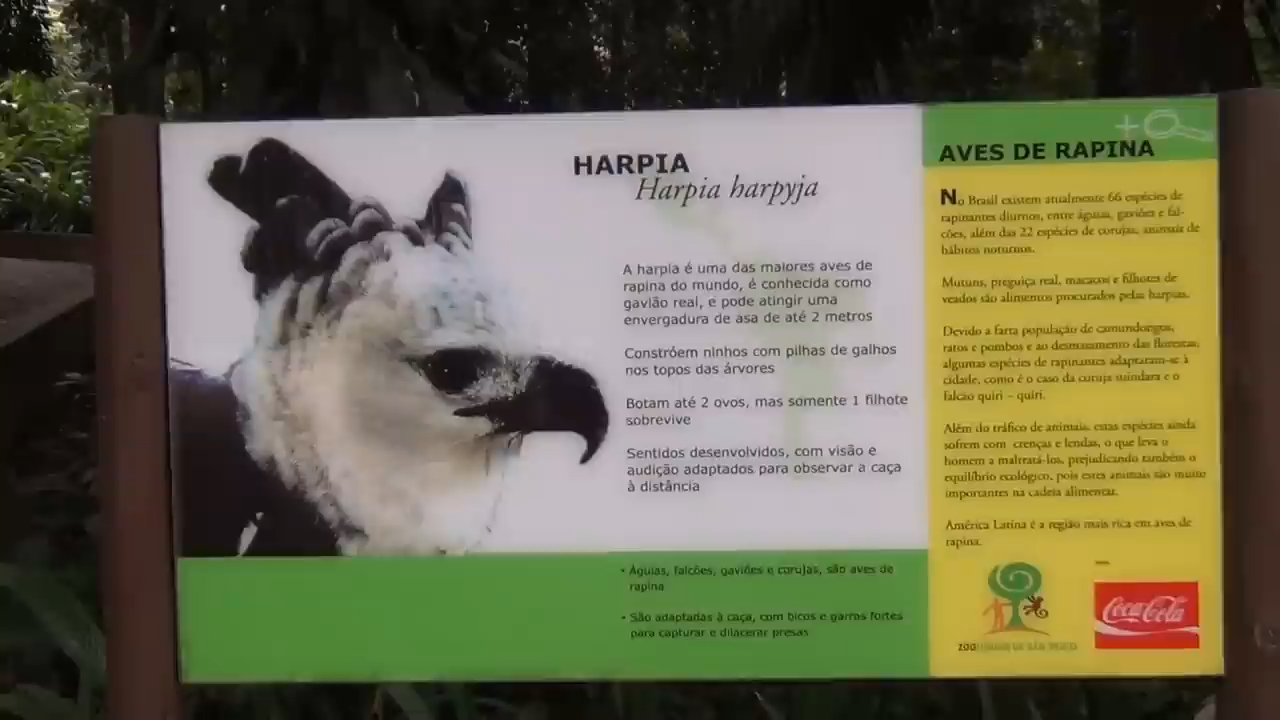 HARPIA
Harpia harpyja
A harpia é uma das maiores aves de
rapina do mundo, é conhecida como
gavião real, e pode atingir uma
envergadura de asa de até 2 metros
Constróem ninhos com pilhas de galhos
nos topos das árvores
Botam até 2 ovos, mas somente 1 filhote
sobrevive
Sentidos desenvolvidos, com visão e
audição adaptados para observar a caça
à distância
• Águias, falcões, gaviões e corujas, são aves de
rapina
• São adaptadas à caça, com bicos e garras fortes
para capturar e dilacerar presas
AVES DE RAPINA
No Brasil existem atualmente 66 espécies de
rapinantes diurnos, entre águias, gaviões e fal-
cões, além das 22 espécies de corujas, animais de
hábitos noturnos.
Mutuns, preguiça real, macacos e filhotes de
veados são alimentos procurados pelas harpias.
Devido a farta população de camundongos,
ratos e pombos e ao desmatamento das florestas,
algumas espécies de rapinantes adaptaram-se à
cidade, como é o caso da coruja suindara e o
falcão quiri - quiri.
Além do tráfico de animais, estas espécies ainda
sofrem com crenças e lendas, o que leva o
homem a maltratá-los, prejudicando também o
equilíbrio ecológico, pois estes animais são muito
importantes na cadeia alimentar.
América Latina é a região mais rica em aves de
rapina.
Coca-Cola
ZOOLÓGICO DE SÃO PAULO